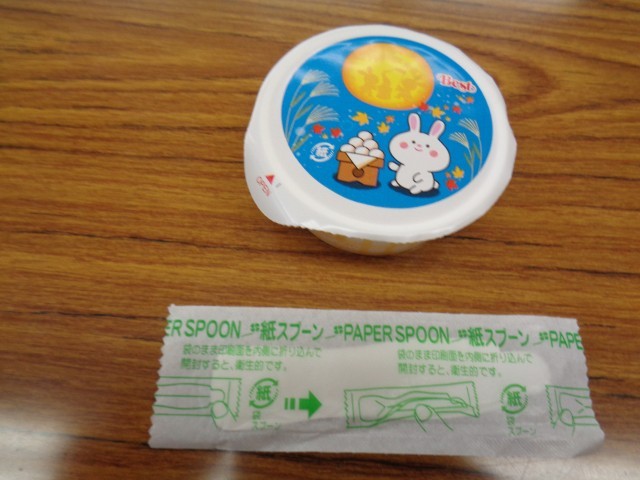 Best
紙
OPEN
ER SPOON 紙スプーン PAPER SPOON 紙スプーン PAPE
袋のまま印刷面を内側に折り込んで
開封すると、衛生的です。
袋のまま印刷面を内側に折り込んで
開封すると、衛生的です。
紙
袋
スプーン
紙
袋
スプーン